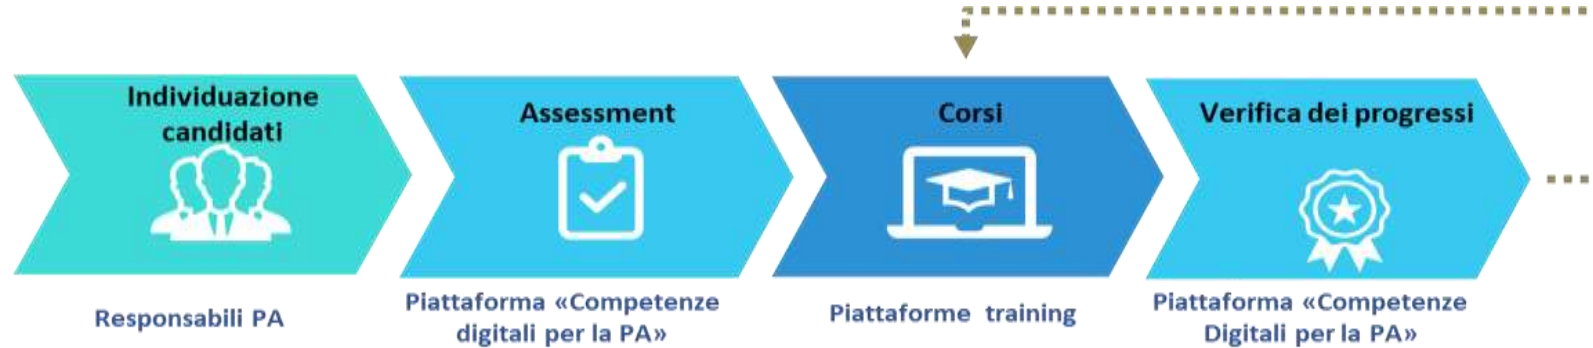 Individuazione
candidati
Assessment
Corsi
Verifica dei progressi
Responsabili PA
Piattaforma «Competenze
digitali per la PA»
Piattaforme training
Piattaforma «Competenze
Digitali per la PA»